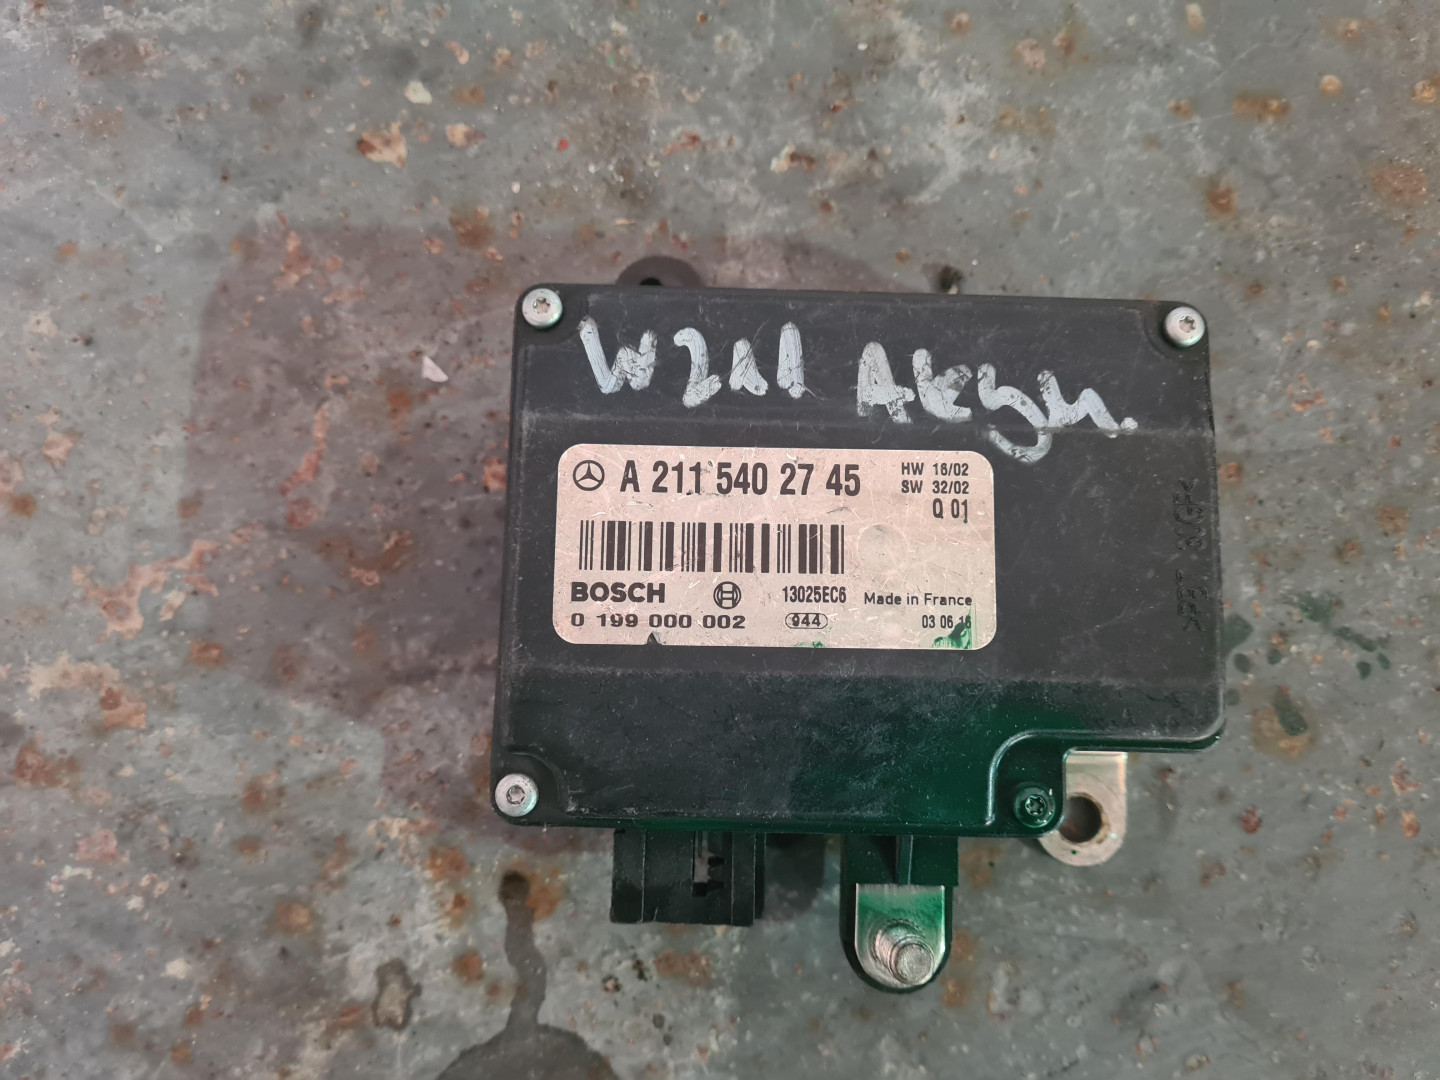 W211 Akgu.
A 211 540 27 45
HW 16/02
SW 32/02
Q 01
BOSCH
13025EC6
Made in France
0 199 000 002
944
03 06 16